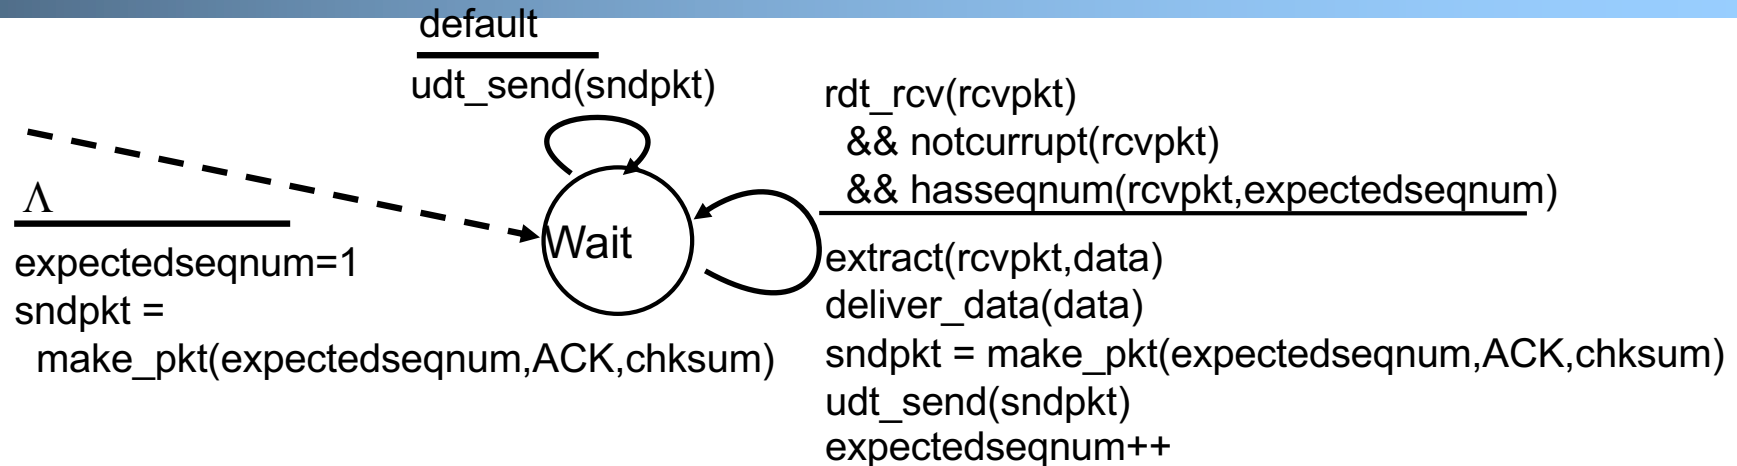 default
udt_send(sndpkt)
rdt_rcv(rcvpkt)
&& notcurrupt(rcvpkt)
&& hasseqnum(rcvpkt,expectedseqnum)
Λ
Wait
expectedseqnum=1
sndpkt =
make_pkt(expectedseqnum,ACK,chksum)
extract(rcvpkt,data)
deliver_data(data)
sndpkt = make_pkt(expectedseqnum,ACK,chksum)
udt_send(sndpkt)
expectedseqnum++